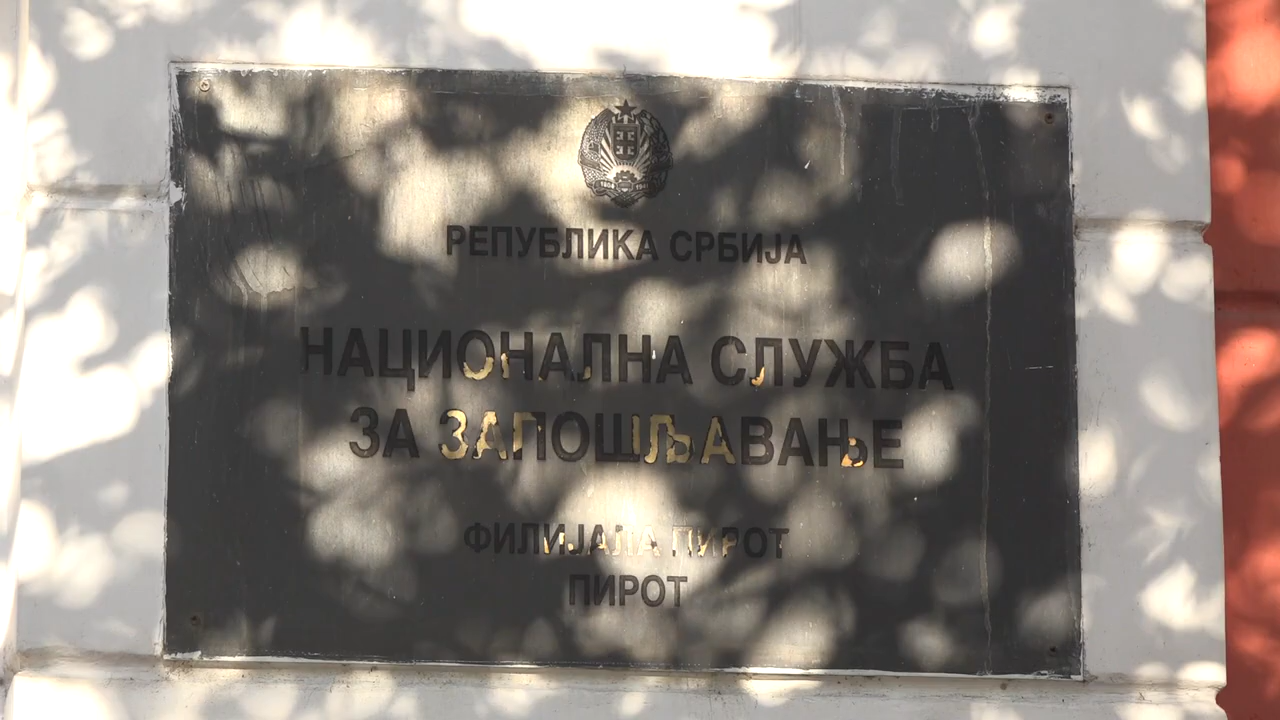 РЕПУБЛИКА СРБИЈА
НАЦИОНАЛНА СЛУЖБА
ЗА ЗАПОШЉАВАЊЕ
ФИЛИЈАЛА ПИРОТ
ПИРОТ